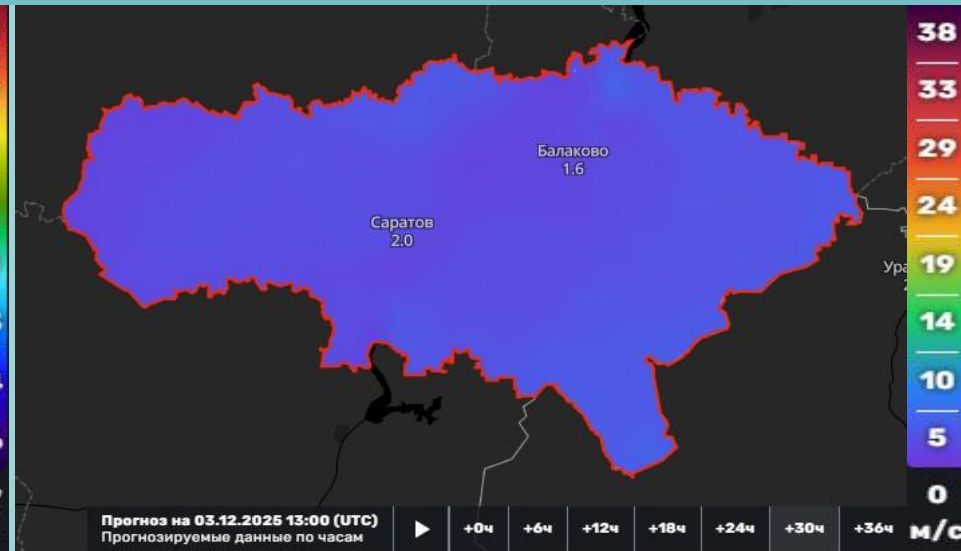 38
33
29
24
19
14
10
5
0
м/с
Балаково
1.6
Саратов
2.0
Ура
Прогноз на 03.12.2025 13:00 (UTC)
Прогнозируемые данные по часам
+0ч
+6ч
+12ч
+18ч
+24ч
+30ч
+36ч